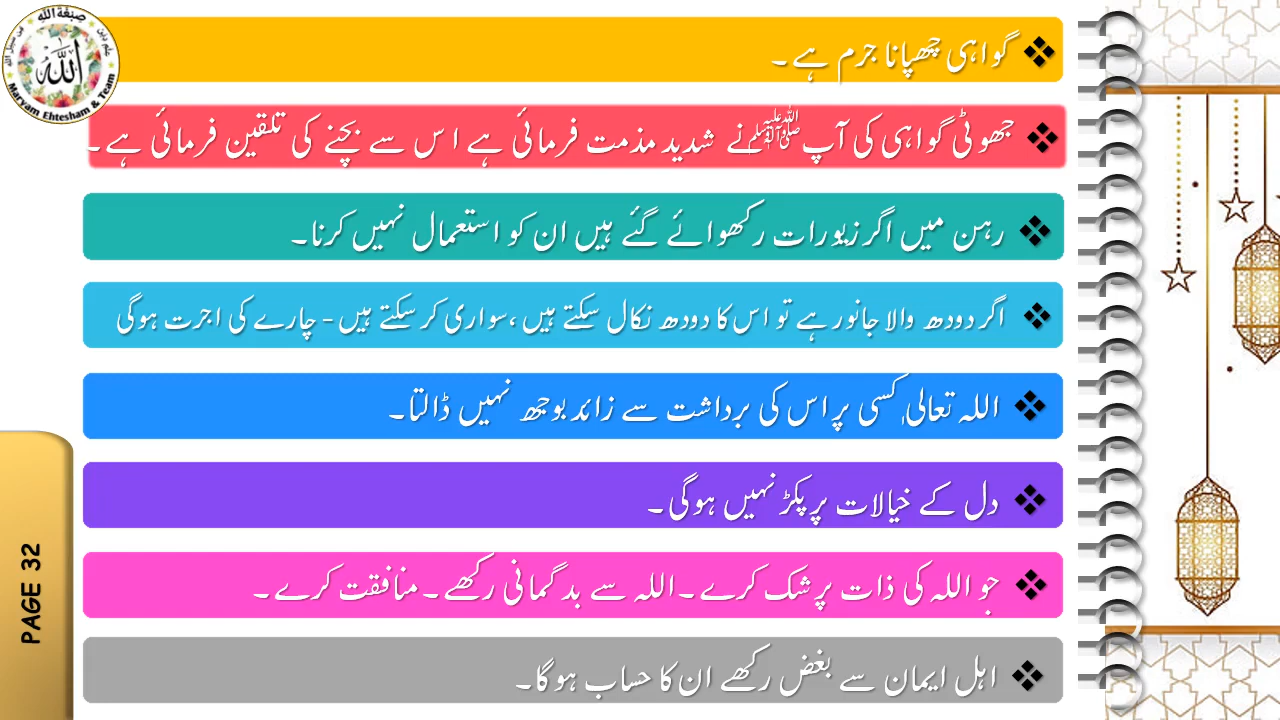 صِبْغَةَ اللّٰهِ
اللّٰه
Maryam Ehtesham & Team
گواہی چھپانا جرم ہے۔
جھوٹی گواہی کی آپ ﷺ نے شدید مذمت فرمائی ہے اس سے بچنے کی تلقین فرمائی ہے۔
رہن میں اگر زیورات رکھوائے گئے ہیں ان کو استعمال نہیں کرنا۔
اگر دودھ والا جانور ہے تو اس کا دودھ نکال سکتے ہیں، سواری کر سکتے ہیں - چارے کی اجرت ہوگی
اللہ تعالیٰ کسی پر اس کی برداشت سے زائد بوجھ نہیں ڈالتا۔
دل کے خیالات پر پکڑ نہیں ہوگی۔
جو اللہ کی ذات پر شک کرے۔ اللہ سے بدگمانی رکھے۔ منافقت کرے۔
اہل ایمان سے بغض رکھے ان کا حساب ہوگا۔
PAGE 32